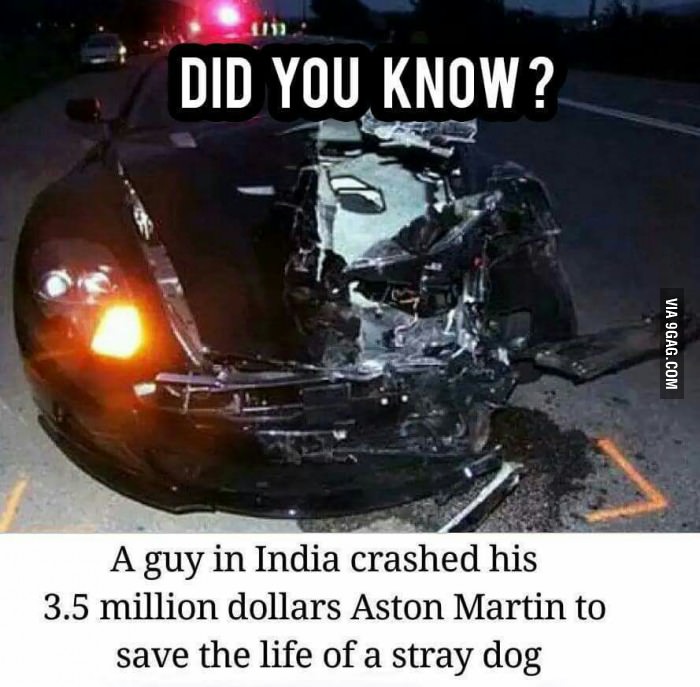 DID YOU KNOW?
VIA 9GAG.COM
A guy in India crashed his
3.5 million dollars Aston Martin to
save the life of a stray dog